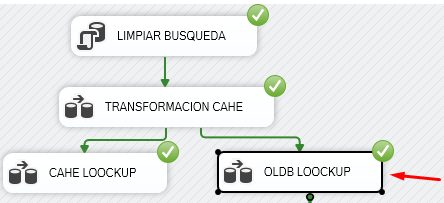 LIMPIAR BUSQUEDA
TRANSFORMACION CAHE
CAHE LOOCKUP
OLDB LOOCKUP